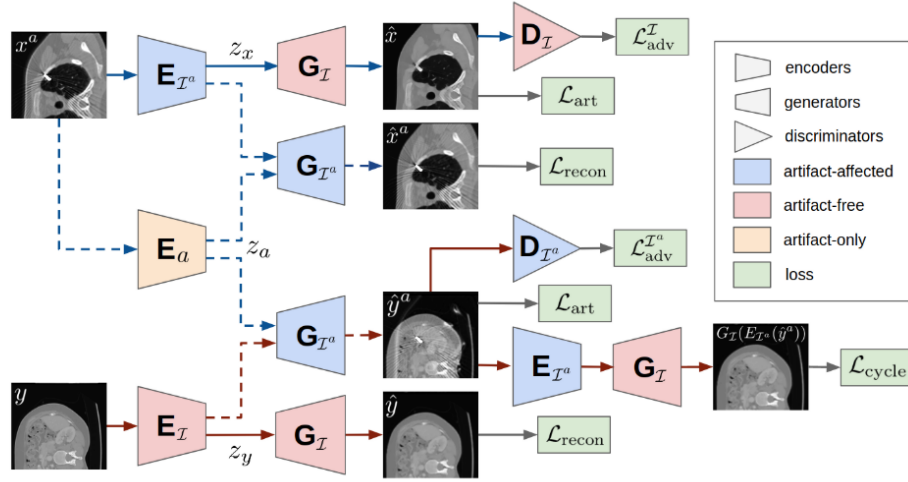 x^a
E_{I^a}
z_x
G_I
x̂
D_I
L^I_adv
L_art
G_{I^a}
x̂^a
L_recon
E_a
z_a
D_{I^a}
L^{I^a}_adv
G_{I^a}
ŷ^a
L_art
E_{I^a}
G_I
G_I(E_{I^a}(ŷ^a))
L_cycle
y
E_I
z_y
G_I
ŷ
L_recon
encoders
generators
discriminators
artifact-affected
artifact-free
artifact-only
loss